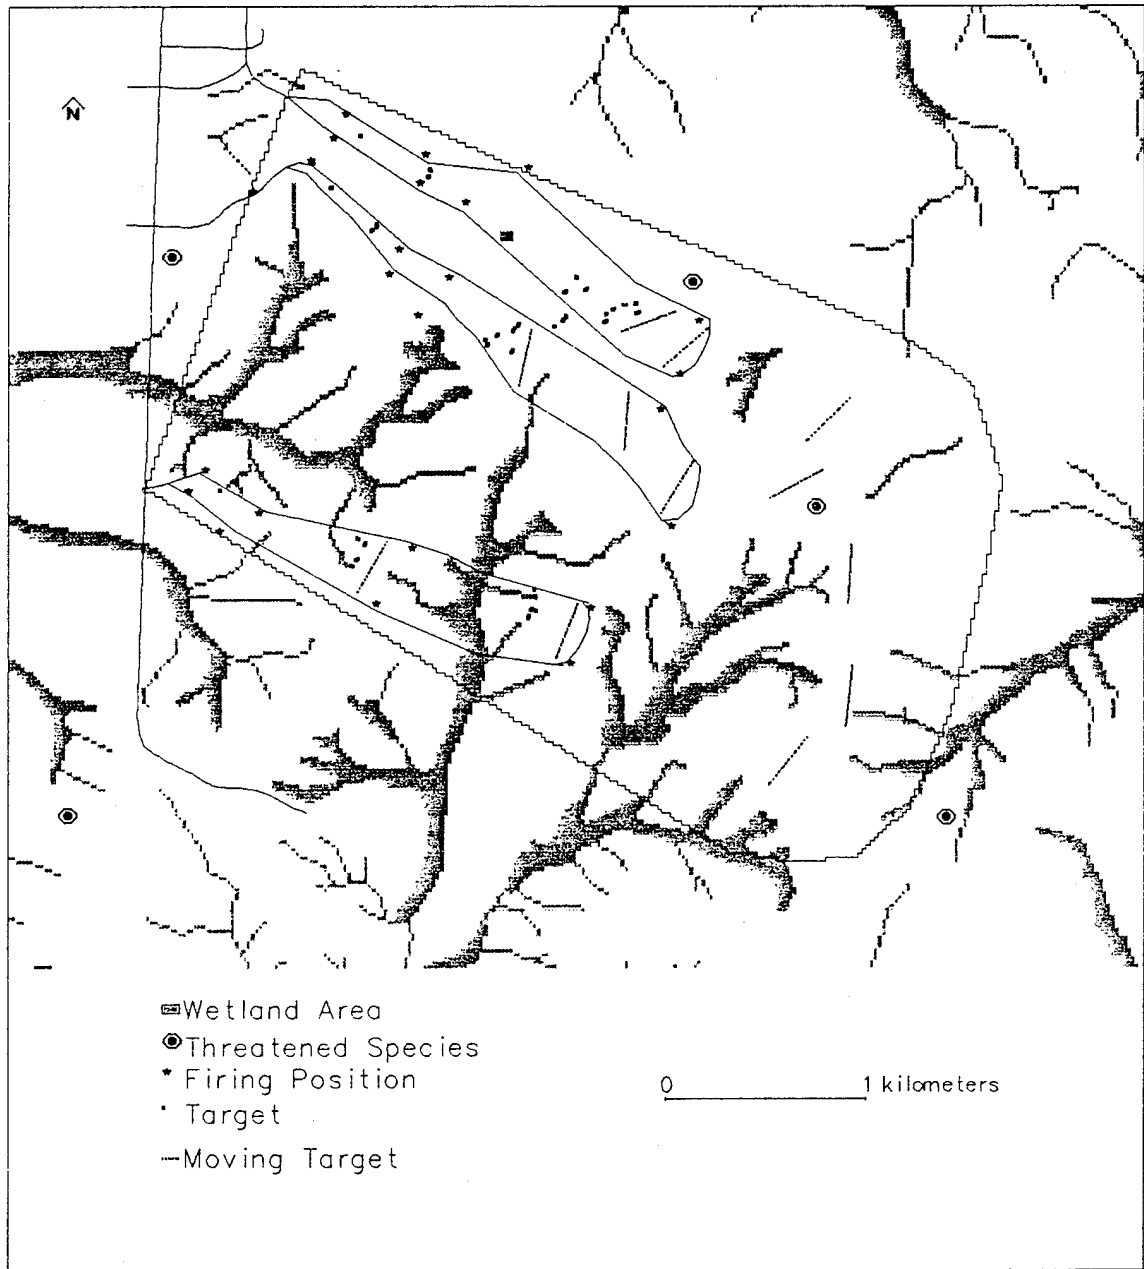 N
Wetland Area
Threatened Species
Firing Position
Target
Moving Target
0 1 kilometers